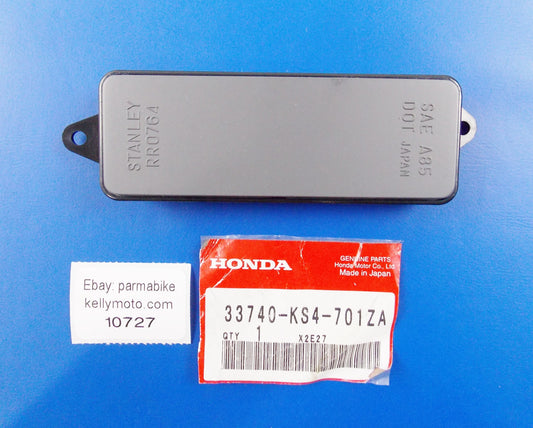 STANLEY
RR0764
SAE A85
DOT JAPAN
Ebay: parmabike
kellymoto.com
10727
HONDA
GENUINE PARTS
Honda Motor Co., Ltd
Made in Japan
33740-KS4-701ZA
QTY 1 X2E27